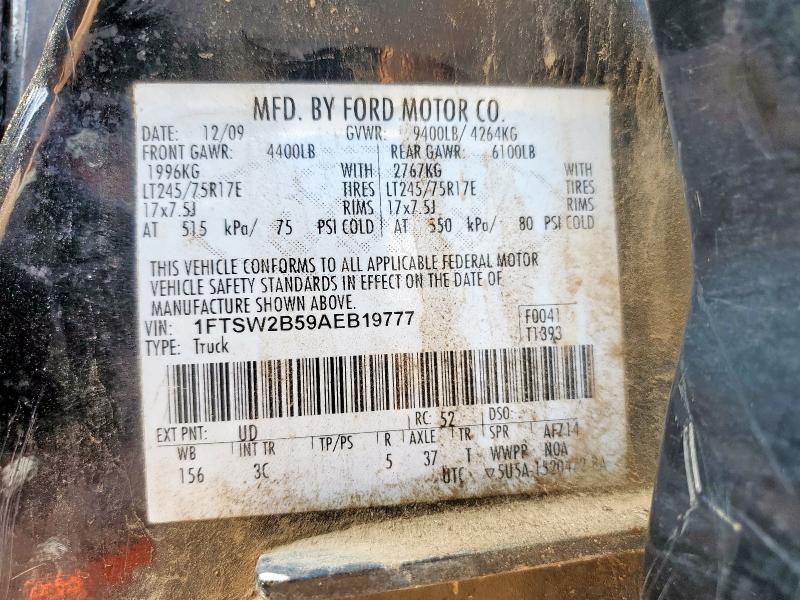 MFD. BY FORD MOTOR CO.
DATE: 12/09 GVWR: 9400LB/ 4264KG
FRONT GAWR: 4400LB REAR GAWR: 6100LB
1996KG WITH 2767KG WITH
LT245/75R17E TIRES LT245/75R17E TIRES
17x7.5J RIMS 17x7.5J RIMS
AT 515 kPa/ 75 PSI COLD AT 550 kPa/ 80 PSI COLD
THIS VEHICLE CONFORMS TO ALL APPLICABLE FEDERAL MOTOR
VEHICLE SAFETY STANDARDS IN EFFECT ON THE DATE OF
MANUFACTURE SHOWN ABOVE.
VIN: 1FTSW2B59AEB19777 F0041
TYPE: Truck T1393
EXT PNT: UD RC: 52 DSO:
WB INT TR TP/PS R AXLE TR SPR AFZ14
156 3C 5 37 T WWPP NOA
UTC